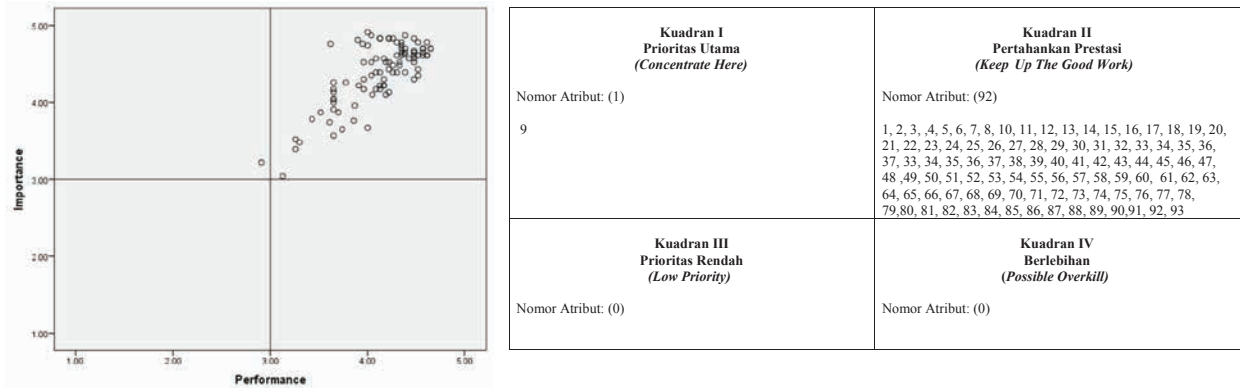 5.00
4.00
3.00
2.00
1.00
Importance
1.00
2.00
3.00
4.00
5.00
Performance
Kuadran I
Prioritas Utama
(Concentrate Here)
Nomor Atribut: (1)
9
Kuadran II
Pertahankan Prestasi
(Keep Up The Good Work)
Nomor Atribut: (92)
1, 2, 3, ,4, 5, 6, 7, 8, 10, 11, 12, 13, 14, 15, 16, 17, 18, 19, 20,
21, 22, 23, 24, 25, 26, 27, 28, 29, 30, 31, 32, 33, 34, 35, 36,
37, 33, 34, 35, 36, 37, 38, 39, 40, 41, 42, 43, 44, 45, 46, 47,
48 ,49, 50, 51, 52, 53, 54, 55, 56, 57, 58, 59, 60, 61, 62, 63,
64, 65, 66, 67, 68, 69, 70, 71, 72, 73, 74, 75, 76, 77, 78,
79,80, 81, 82, 83, 84, 85, 86, 87, 88, 89, 90,91, 92, 93
Kuadran III
Prioritas Rendah
(Low Priority)
Nomor Atribut: (0)
Kuadran IV
Berlebihan
(Possible Overkill)
Nomor Atribut: (0)